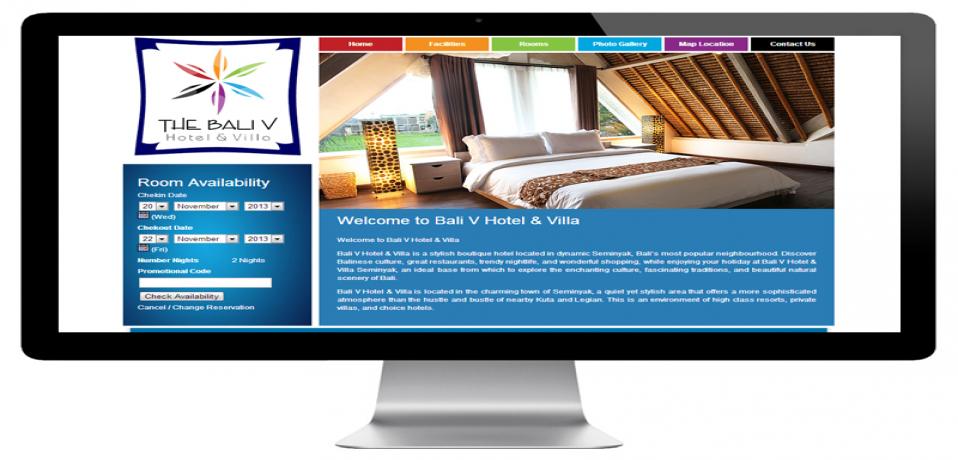 Home
Facilities
Rooms
Photo Gallery
Map Location
Contact Us
THE BALI V
Hotel & Villa
Room Availability
Chekin Date
20 November 2013
(Wed)
Chekout Date
22 November 2013
(Fri)
Number Nights 2 Nights
Promotional Code
Check Availability
Cancel / Change Reservation
Welcome to Bali V Hotel & Villa
Welcome to Bali V Hotel & Villa
Bali V Hotel & Villa is a stylish boutique hotel located in dynamic Seminyak, Bali's most popular neighbourhood. Discover
Balinese culture, great restaurants, trendy nightlife, and wonderful shopping, while enjoying your holiday at Bali V Hotel &
Villa Seminyak, an ideal base from which to explore the enchanting culture, fascinating traditions, and beautiful natural
scenery of Bali.
Bali V Hotel & Villa is located in the charming town of Seminyak, a quiet yet stylish area that offers a more sophisticated
atmosphere than the hustle and bustle of nearby Kuta and Legian. This is an environment of high class resorts, private
villas, and choice hotels.